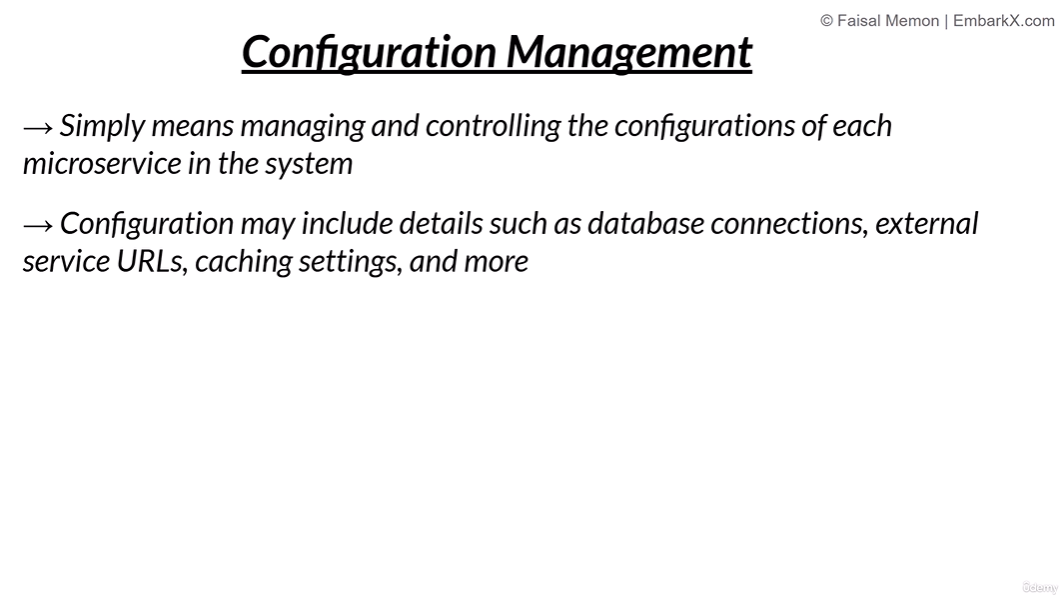 © Faisal Memon | EmbarkX.com
Configuration Management
→ Simply means managing and controlling the configurations of each
microservice in the system
→ Configuration may include details such as database connections, external
service URLs, caching settings, and more
ûdemy